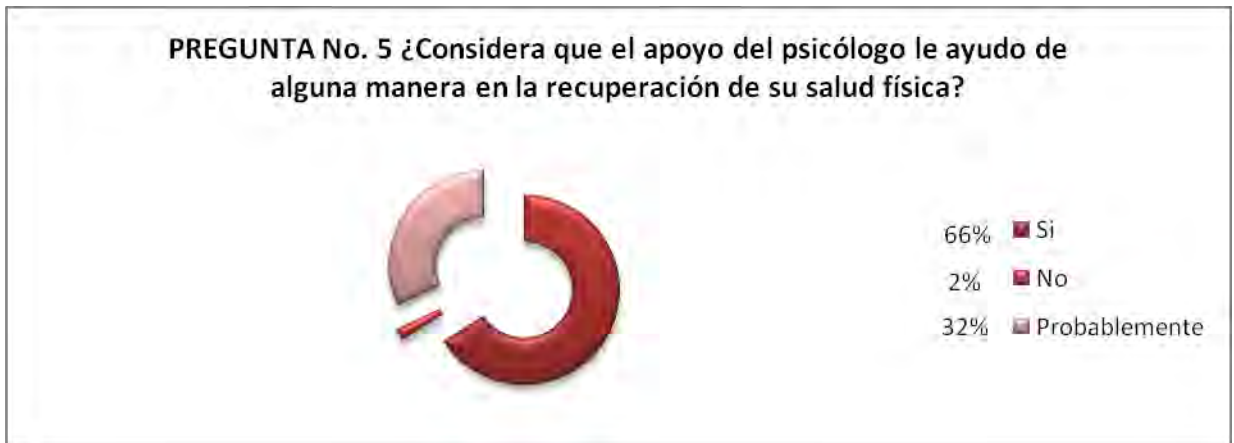 PREGUNTA No. 5 ¿Considera que el apoyo del psicólogo le ayudo de
alguna manera en la recuperación de su salud física?
66% Si
2% No
32% Probablemente